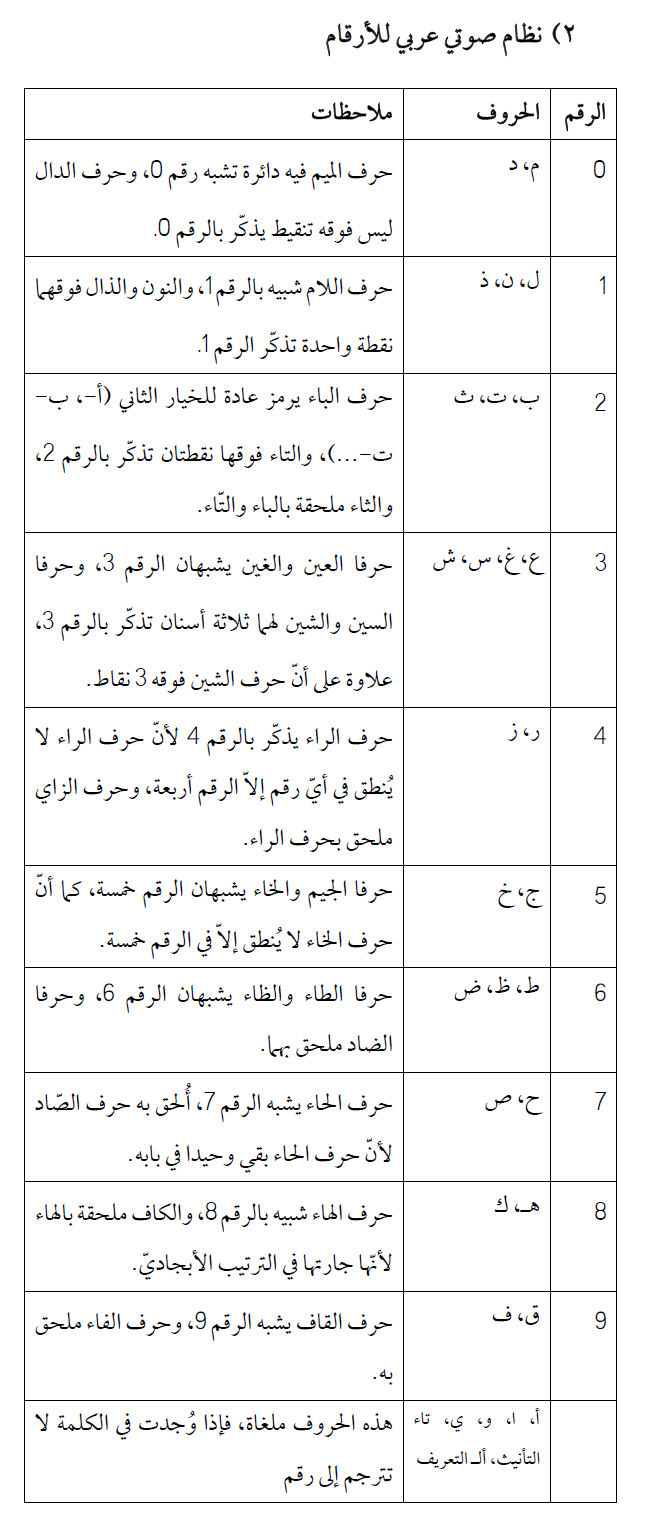 ٢) نظام صوتي عربي للأرقام
الرقم الحروف ملاحظات
0 م، د حرف الميم فيه دائرة تشبه رقم 0، وحرف الدال
ليس فوقه تنقيط يذكّر بالرقم 0.
1 ل، ن، ذ حرف اللام شبيه بالرقم 1، والنون والذال فوقهما
نقطة واحدة تذكّر الرقم 1.
2 ب، ت، ث حرف الباء يرمز عادة للخيار الثاني (أ-، ب-
ت-...)، والتاء فوقها نقطتان تذكّر بالرقم 2،
والثاء ملحقة بالباء والتّاء.
3 ع، غ، س، ش حرفا العين والغين يشبهان الرقم 3، وحرفا
السين والشين لهما ثلاثة أسنان تذكّر بالرقم 3،
علاوة على أنّ حرف الشين فوقه 3 نقاط.
4 ر، ز حرف الراء يذكّر بالرقم 4 لأنّ حرف الراء لا
يُنطق في أيّ رقم إلاّ الرقم أربعة، وحرف الزاي
ملحق بحرف الراء.
5 ج، خ حرفا الجيم والخاء يشبهان الرقم خمسة، كما أنّ
حرف الخاء لا يُنطق إلاّ في الرقم خمسة.
6 ط، ظ، ض حرفا الطاء والظاء يشبهان الرقم 6، وحرفا
الضاد ملحق بهما.
7 ح، ص حرف الحاء يشبه الرقم 7، أُلحق به حرف الصّاد
لأنّ حرف الحاء بقي وحيدا في بابه.
8 هـ، ك حرف الهاء شبيه بالرقم 8، والكاف ملحقة بالهاء
لأنّها جارتها في الترتيب الأبجاديّ.
9 ق، ف حرف القاف يشبه الرقم 9، وحرف الفاء ملحق
به.
أ، ا، و، ي، تاء هذه الحروف ملغاة، فإذا وُجدت في الكلمة لا
التأنيث، ألـ التعريف تترجم إلى رقم